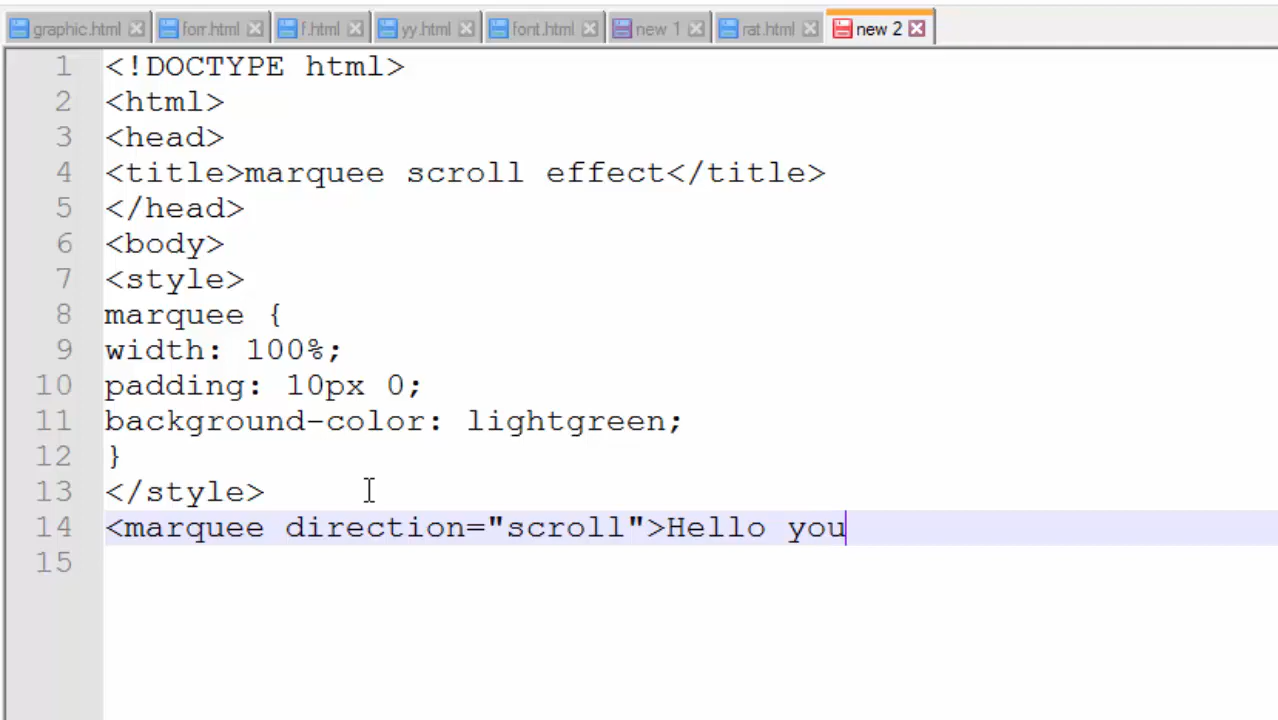 graphic.html forr.html f.html yy.html font.html new 1 rat.html new 2
1 <!DOCTYPE html>
2 <html>
3 <head>
4 <title>marquee scroll effect</title>
5 </head>
6 <body>
7 <style>
8 marquee {
9 width: 100%;
10 padding: 10px 0;
11 background-color: lightgreen;
12 }
13 </style>
14 <marquee direction="scroll">Hello you
15